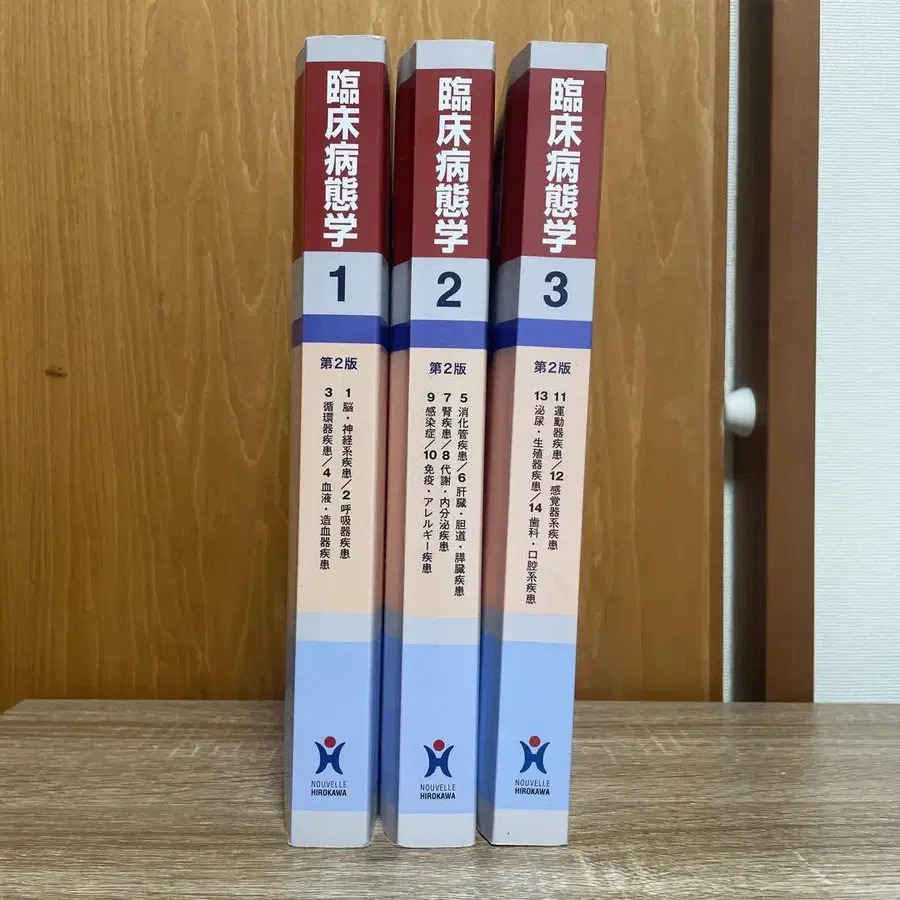 臨床病態学
1
第2版
1 脳・神経系疾患/2 呼吸器疾患
3 循環器疾患/4 血液・造血器疾患
NOUVELLE
HIROKAWA
臨床病態学
2
第2版
5 消化管疾患/6 肝臓・胆道・膵臓疾患
7 腎疾患/8 代謝・内分泌疾患
9 感染症/10 免疫・アレルギー疾患
NOUVELLE
HIROKAWA
臨床病態学
3
第2版
11 運動器疾患/12 感覚器系疾患
13 泌尿・生殖器疾患/14 歯科・口腔系疾患
NOUVELLE
HIROKAWA